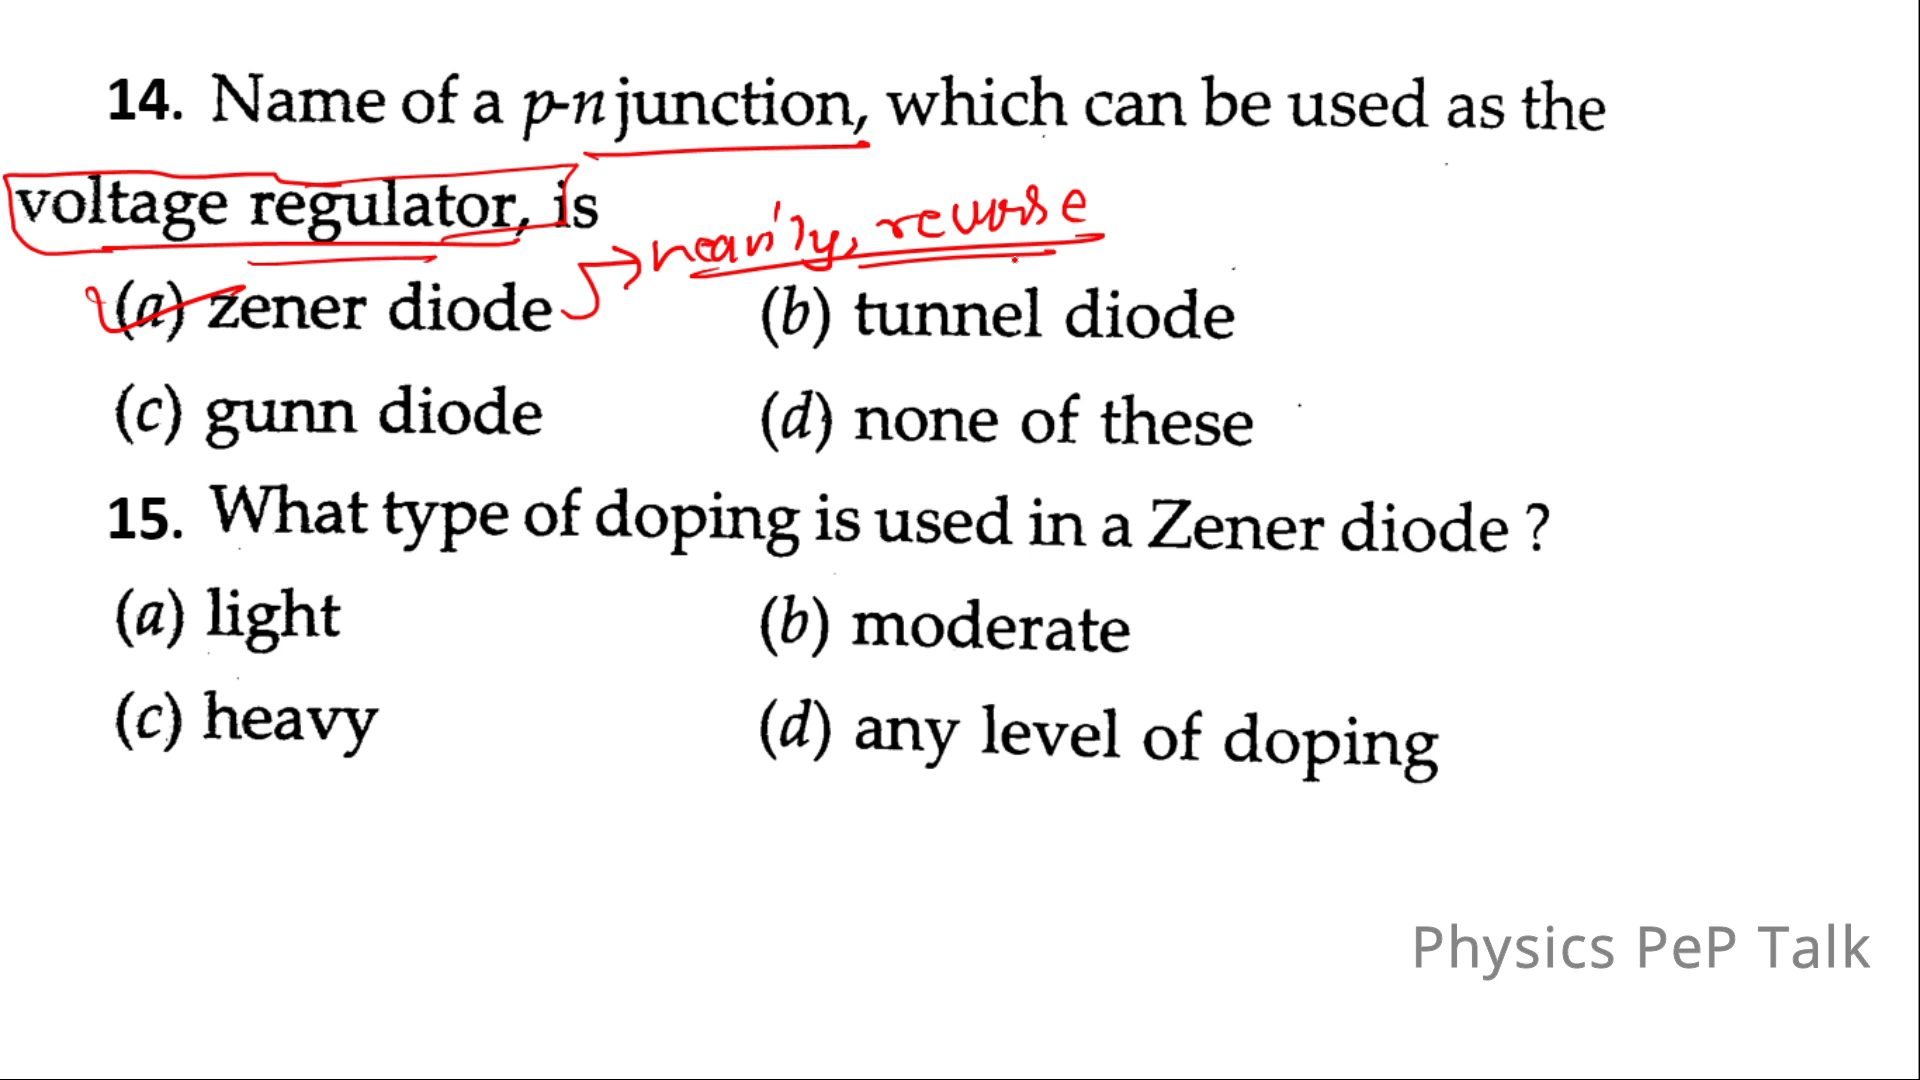 14. Name of a p-n junction, which can be used as the
voltage regulator, is
reverse
(a) zener diode (b) tunnel diode
(c) gunn diode (d) none of these
15. What type of doping is used in a Zener diode ?
(a) light (b) moderate
(c) heavy (d) any level of doping
Physics PeP Talk